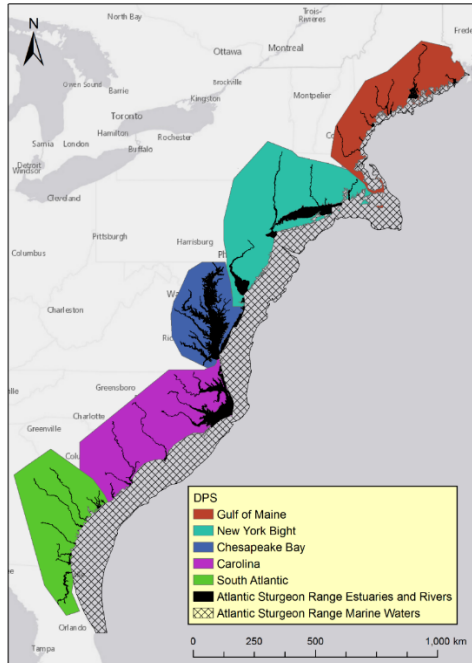 North Bay
Trois-
Rivières
Frede
N
Ottawa
Montreal
Owen Sound
Barrie
Brockville
Kingston
Montpelier
Toronto
Sarnia
London
Hamilton
Rochester
Buffalo
Detroit
Windsor
Cleveland
Pittsburgh
Harrisburg
Columbus
Charleston
Greensboro
Charlotte
Greenville
Orlando
Tampa
DPS
Gulf of Maine
New York Bight
Chesapeake Bay
Carolina
South Atlantic
Atlantic Sturgeon Range Estuaries and Rivers
Atlantic Sturgeon Range Marine Waters
0 250 500 1,000 km